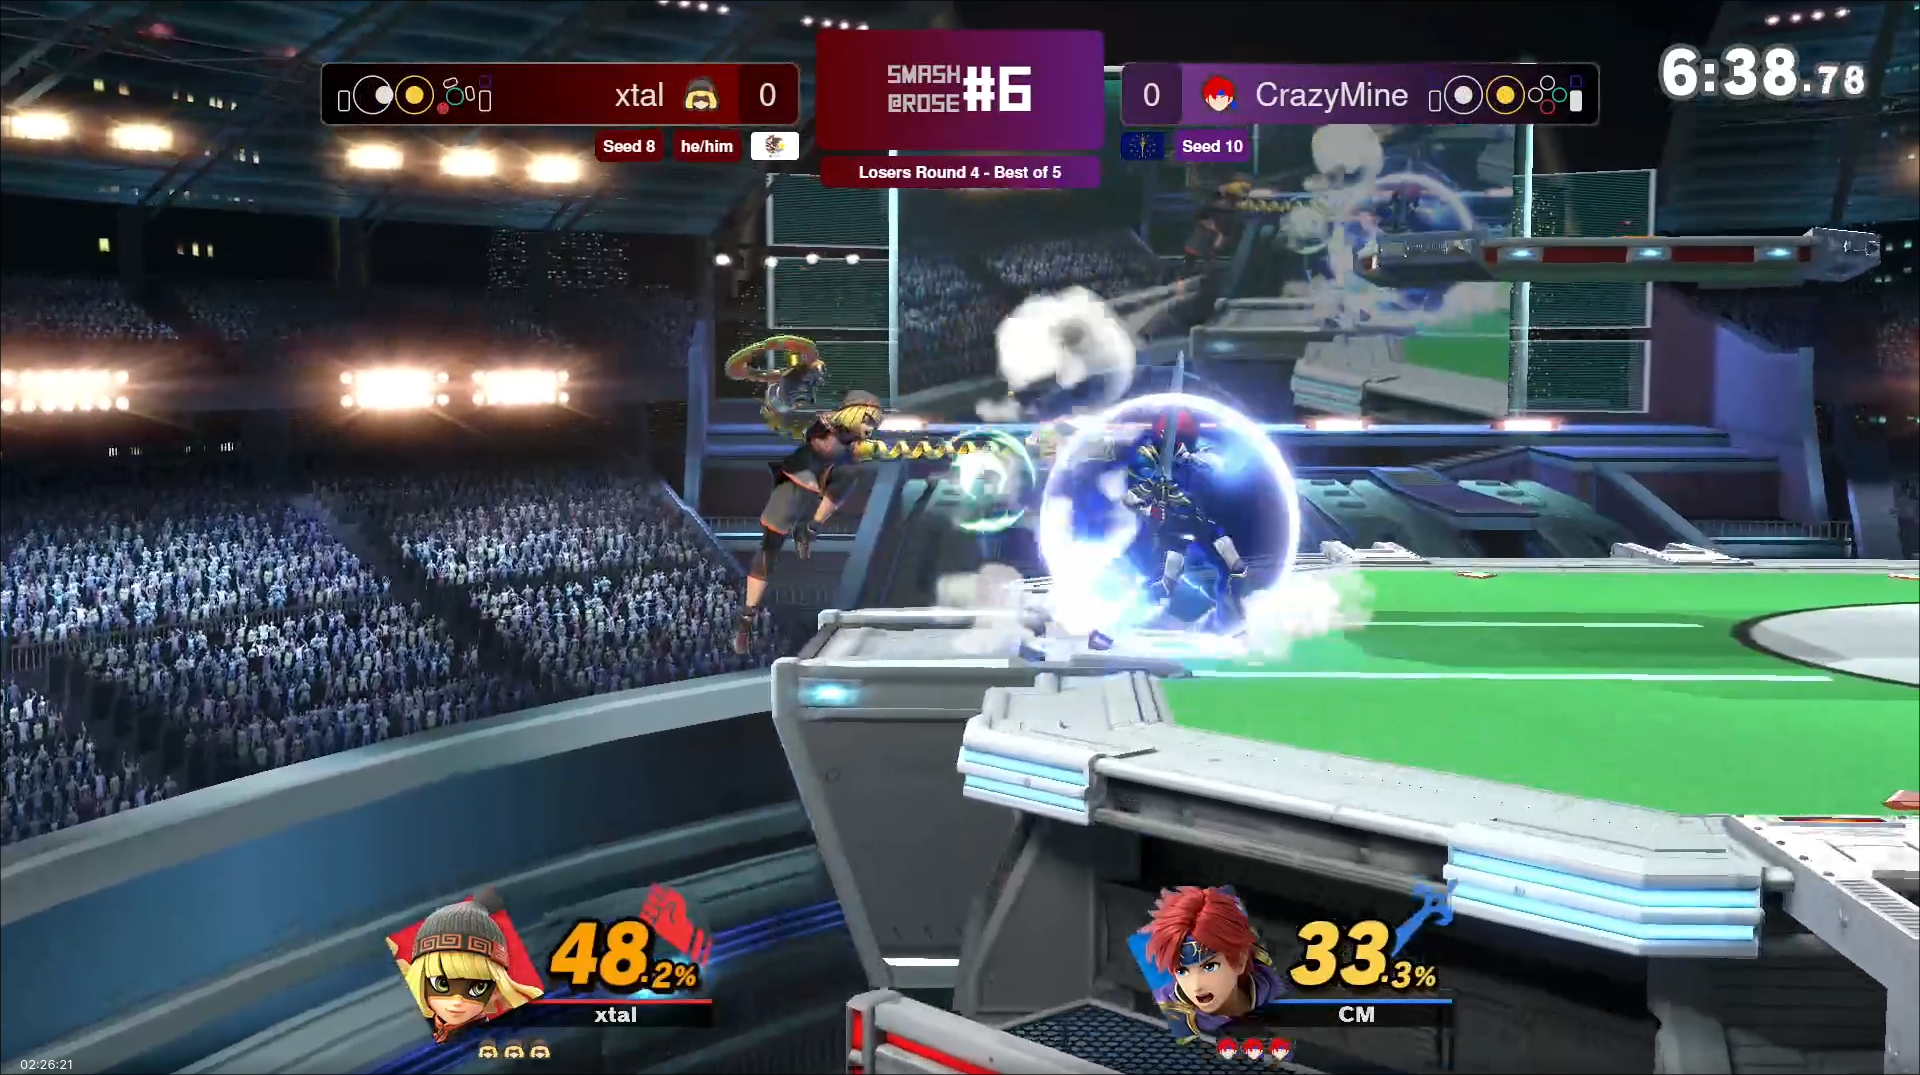 xtal 0
SMASH @ROSE #6
0 CrazyMine
6:38.78
Seed 8 he/him
Seed 10
Losers Round 4 - Best of 5
48.2%
33.3%
xtal
CM
02:26:21